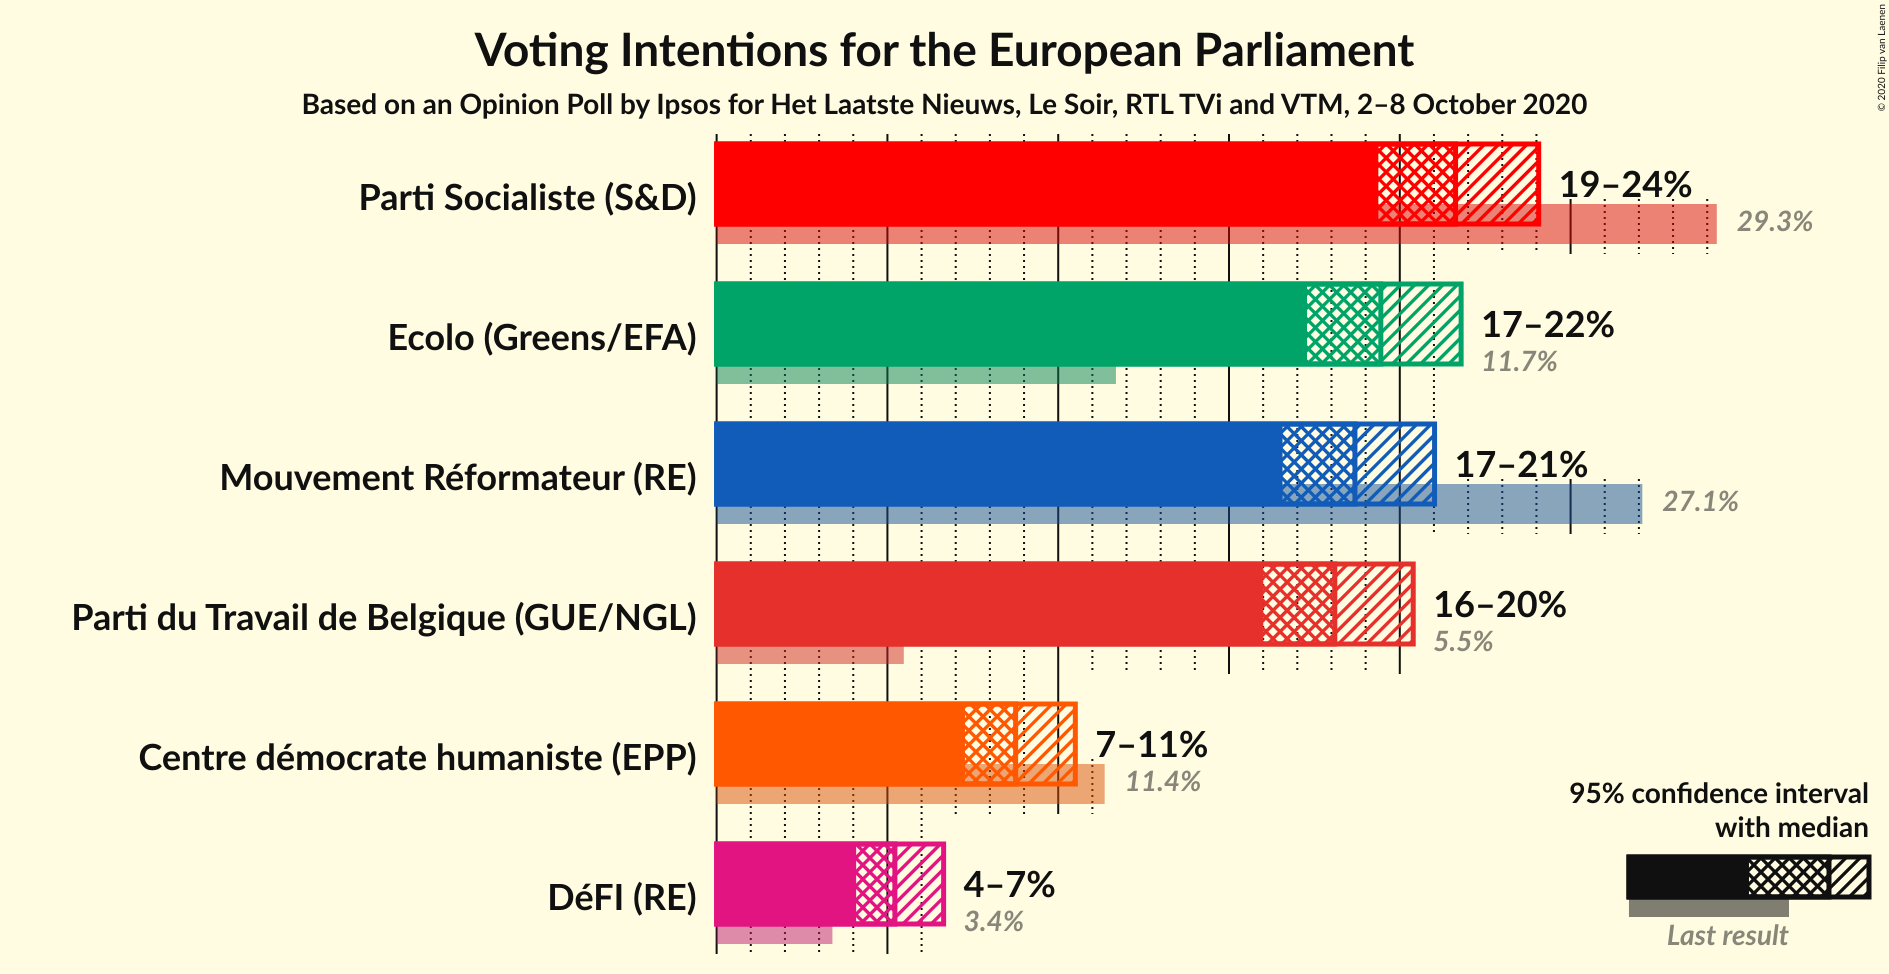 Voting Intentions for the European Parliament
Based on an Opinion Poll by Ipsos for Het Laatste Nieuws, Le Soir, RTL TVi and VTM, 2–8 October 2020
© 2020 Filip van Laenen
Parti Socialiste (S&D)
19–24%
29.3%
Ecolo (Greens/EFA)
17–22%
11.7%
Mouvement Réformateur (RE)
17–21%
27.1%
Parti du Travail de Belgique (GUE/NGL)
16–20%
5.5%
Centre démocrate humaniste (EPP)
7–11%
11.4%
DéFI (RE)
4–7%
3.4%
95% confidence interval
with median
Last result